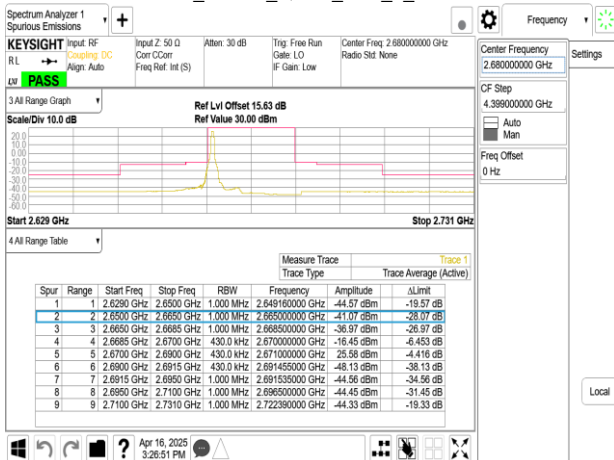 Spectrum Analyzer 1
Spurious Emissions
Frequency
KEYSIGHT
RL
PASS
Input: RF
Coupling: DC
Align: Auto
Input Z: 50 Ω
Corr CCorr
Freq Ref: Int (S)
Atten: 30 dB
Trig: Free Run
Gate: LO
IF Gain: Low
Center Freq: 2.680000000 GHz
Radio Std: None
Center Frequency
2.680000000 GHz
Settings
CF Step
4.399000000 GHz
Auto
Man
Freq Offset
0 Hz
3 All Range Graph
Scale/Div 10.0 dB
Ref Lvl Offset 15.63 dB
Ref Value 30.00 dBm
20.0
10.0
0.00
-10.0
-20.0
-30.0
-40.0
-50.0
-60.0
Start 2.629 GHz
Stop 2.731 GHz
4 All Range Table
Measure Trace Trace 1
Trace Type Trace Average (Active)
Spur Range Start Freq Stop Freq RBW Frequency Amplitude ΔLimit
1 1 2.6290 GHz 2.6500 GHz 1.000 MHz 2.649160000 GHz -44.57 dBm -19.57 dB
2 2 2.6500 GHz 2.6650 GHz 1.000 MHz 2.665000000 GHz -41.07 dBm -28.07 dB
3 3 2.6650 GHz 2.6685 GHz 1.000 MHz 2.668500000 GHz -36.97 dBm -26.97 dB
4 4 2.6685 GHz 2.6700 GHz 430.0 kHz 2.670000000 GHz -16.45 dBm -6.453 dB
5 5 2.6700 GHz 2.6900 GHz 430.0 kHz 2.671000000 GHz 25.58 dBm -4.416 dB
6 6 2.6900 GHz 2.6915 GHz 430.0 kHz 2.691455000 GHz -48.13 dBm -38.13 dB
7 7 2.6915 GHz 2.6950 GHz 1.000 MHz 2.691535000 GHz -44.56 dBm -34.56 dB
8 8 2.6950 GHz 2.7100 GHz 1.000 MHz 2.696500000 GHz -44.45 dBm -31.45 dB
9 9 2.7100 GHz 2.7310 GHz 1.000 MHz 2.722390000 GHz -44.33 dBm -19.33 dB
Local
Apr 16, 2025
3:26:51 PM